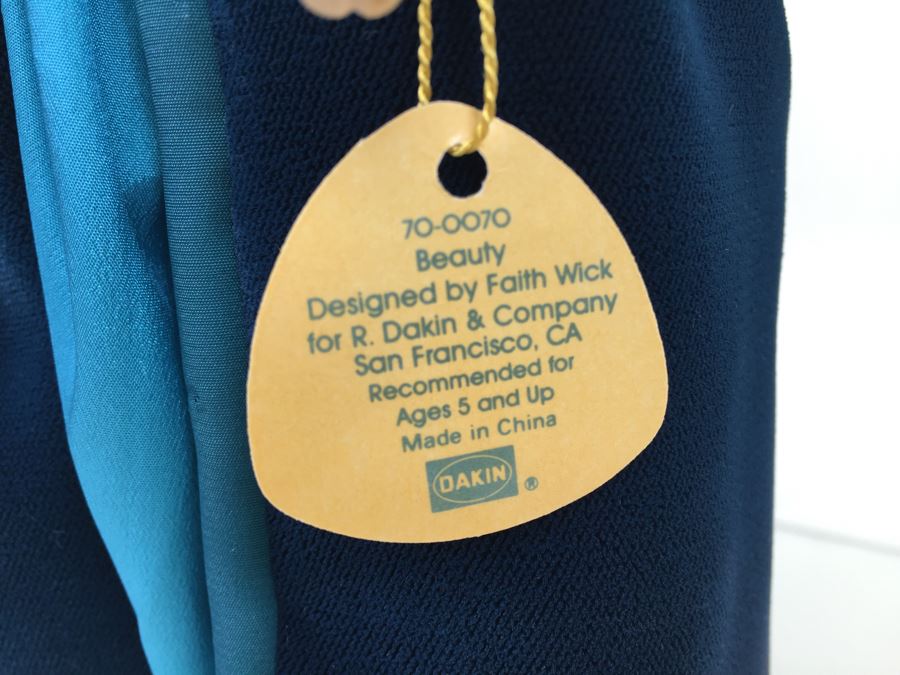 70-0070
Beauty
Designed by Faith Wick
for R. Dakin & Company
San Francisco, CA
Recommended for
Ages 5 and Up
Made in China
DAKIN ®